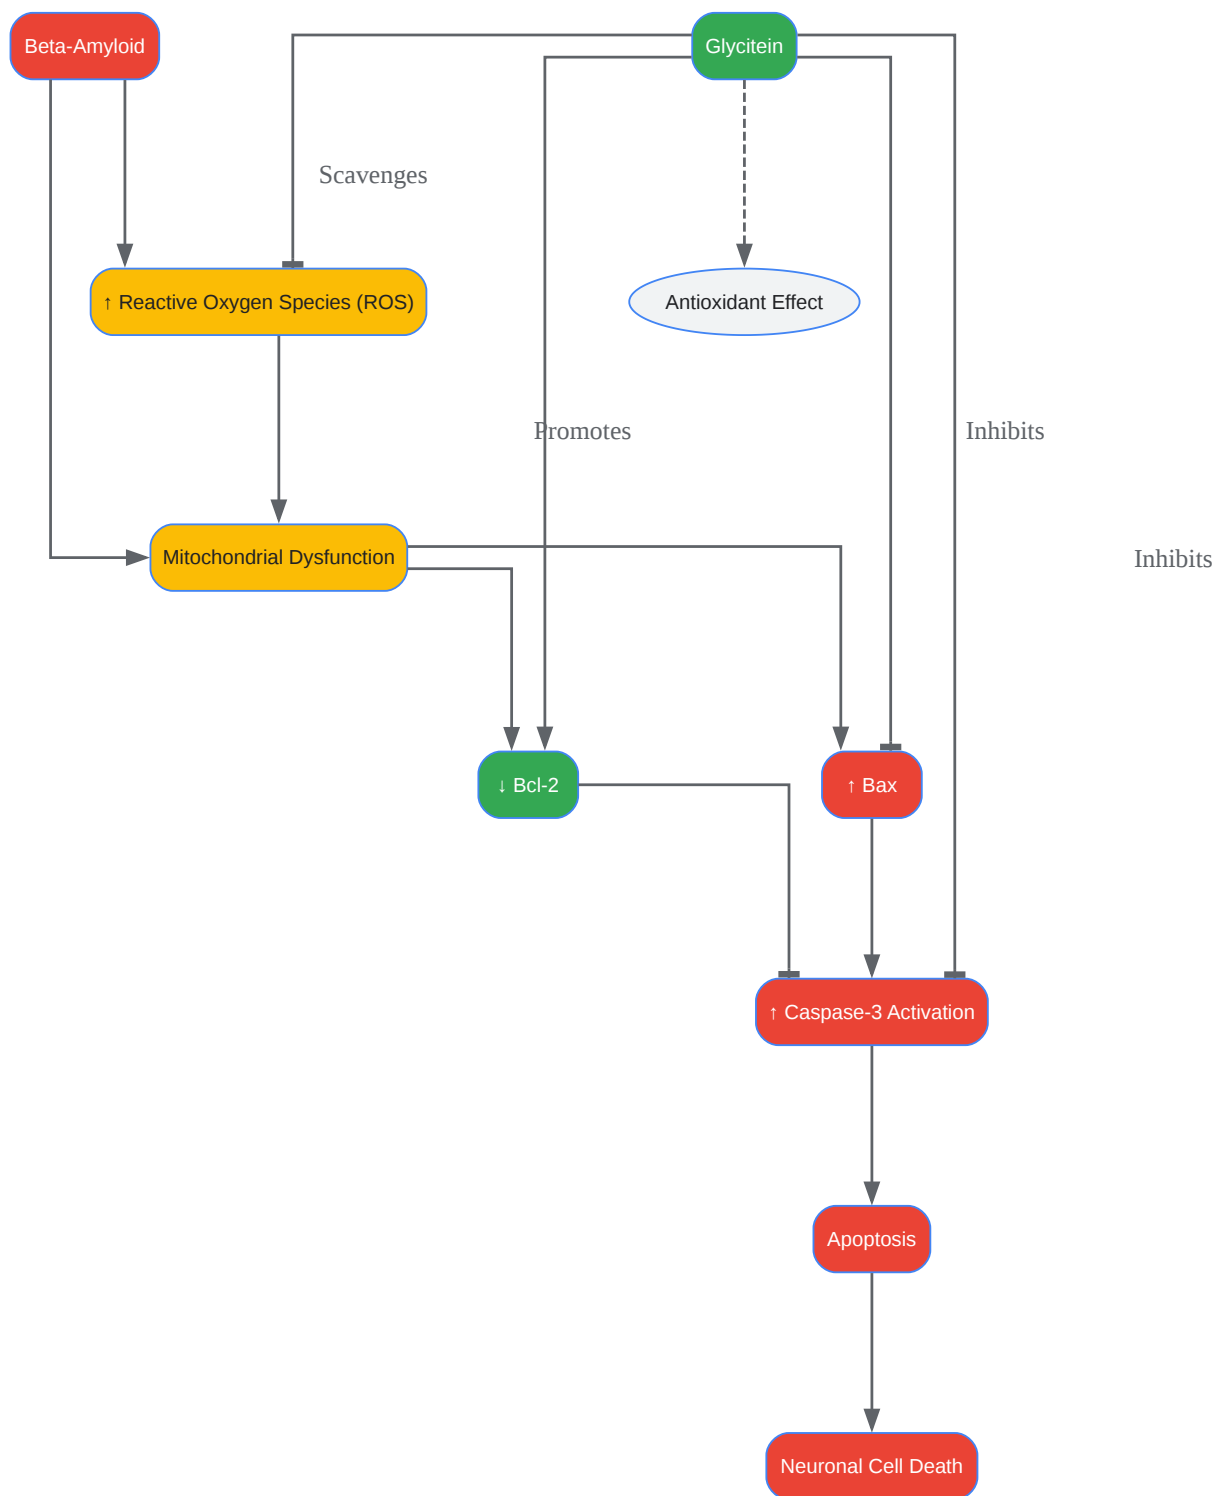 Beta-Amyloid
Glycitein
Scavenges
↑ Reactive Oxygen Species (ROS)
Antioxidant Effect
Promotes
Inhibits
Mitochondrial Dysfunction
Inhibits
↓ Bcl-2
↑ Bax
↑ Caspase-3 Activation
Apoptosis
Neuronal Cell Death